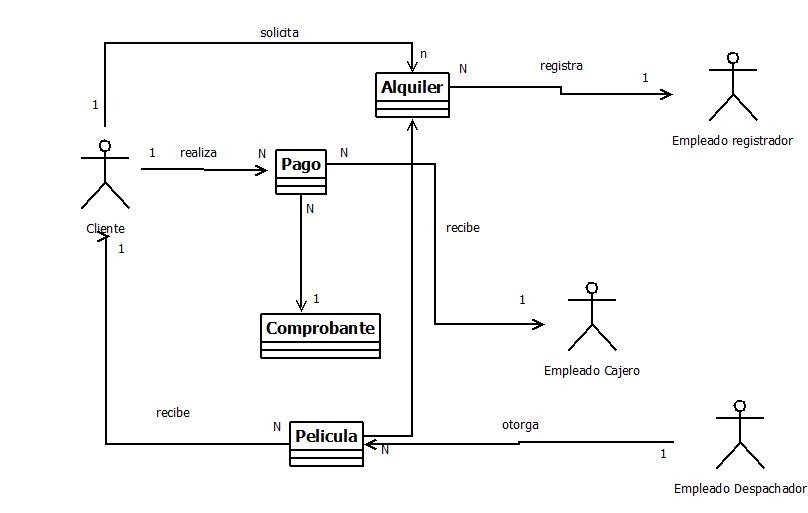 solicita
n
N
registra
1
Alquiler
1
Empleado registrador
1
realiza
N
Pago
N
N
recibe
Cliente
1
1
Comprobante
1
Empleado Cajero
recibe
N
Pelicula
N
otorga
1
Empleado Despachador